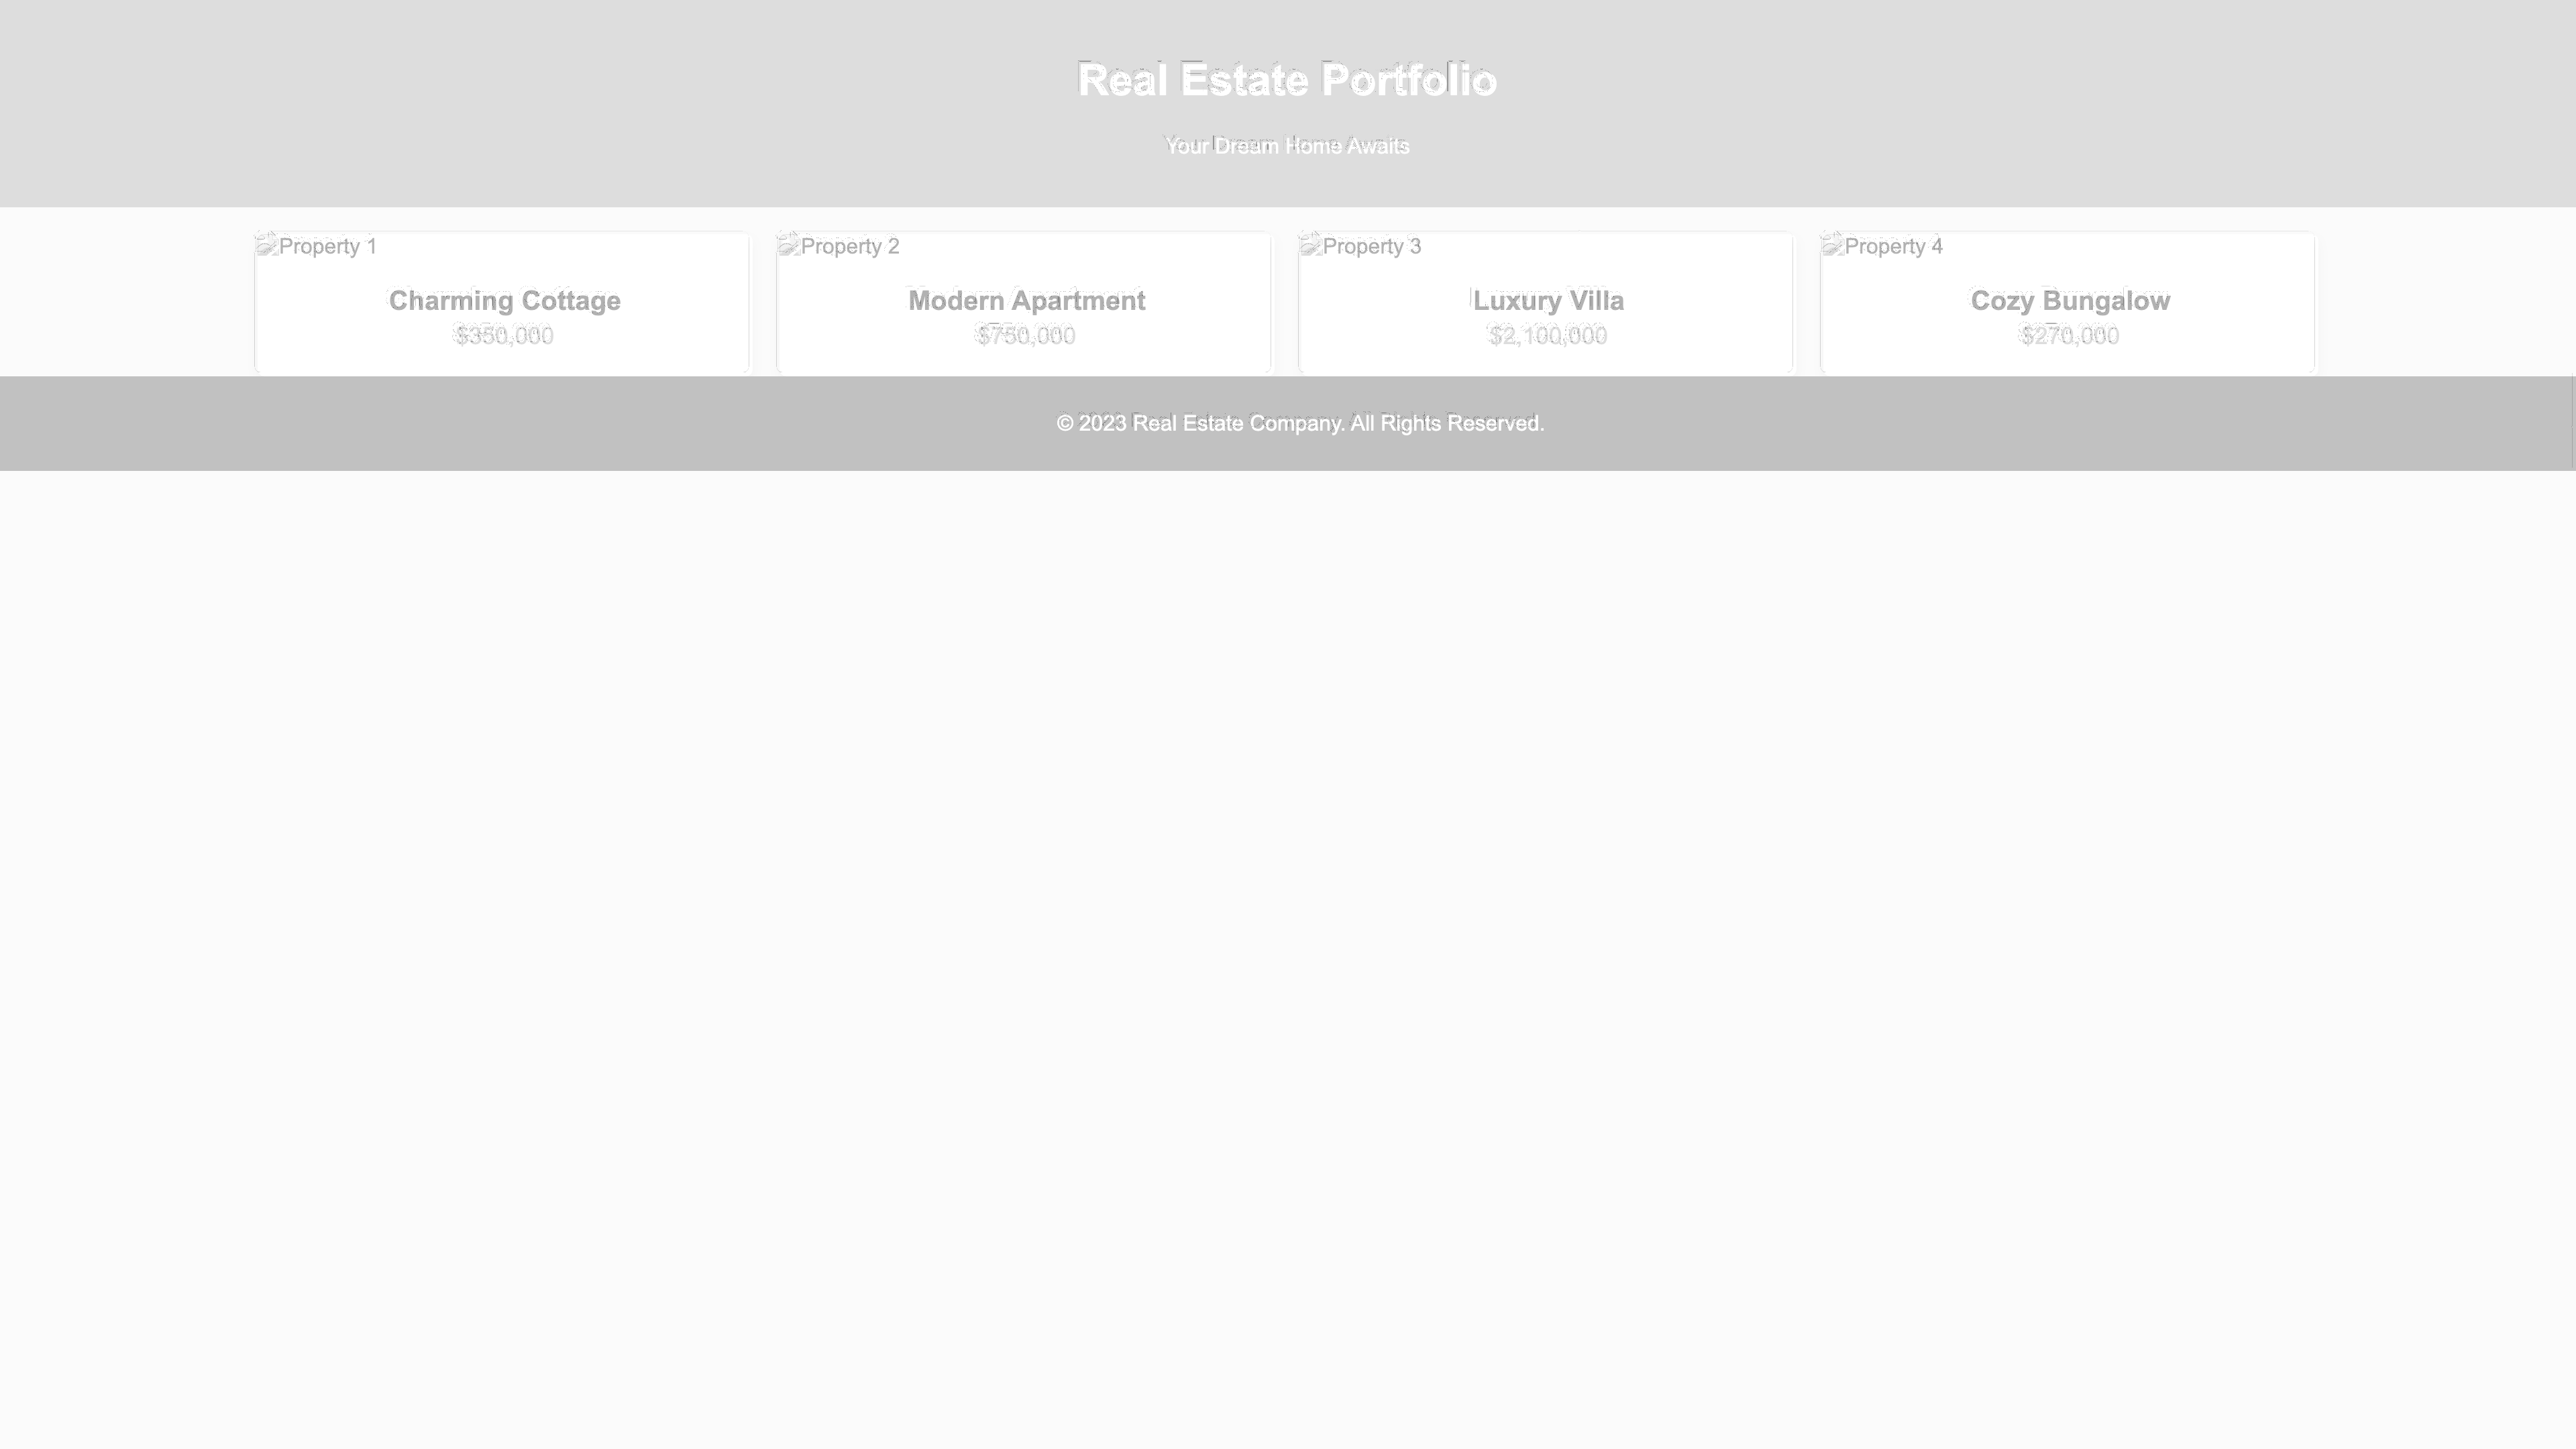 Real Estate Portfolio
Your Dream Home Awaits
Property 1
Charming Cottage
$350,000
Property 2
Modern Apartment
$750,000
Property 3
Luxury Villa
$2,100,000
Property 4
Cozy Bungalow
$270,000
© 2023 Real Estate Company. All Rights Reserved.